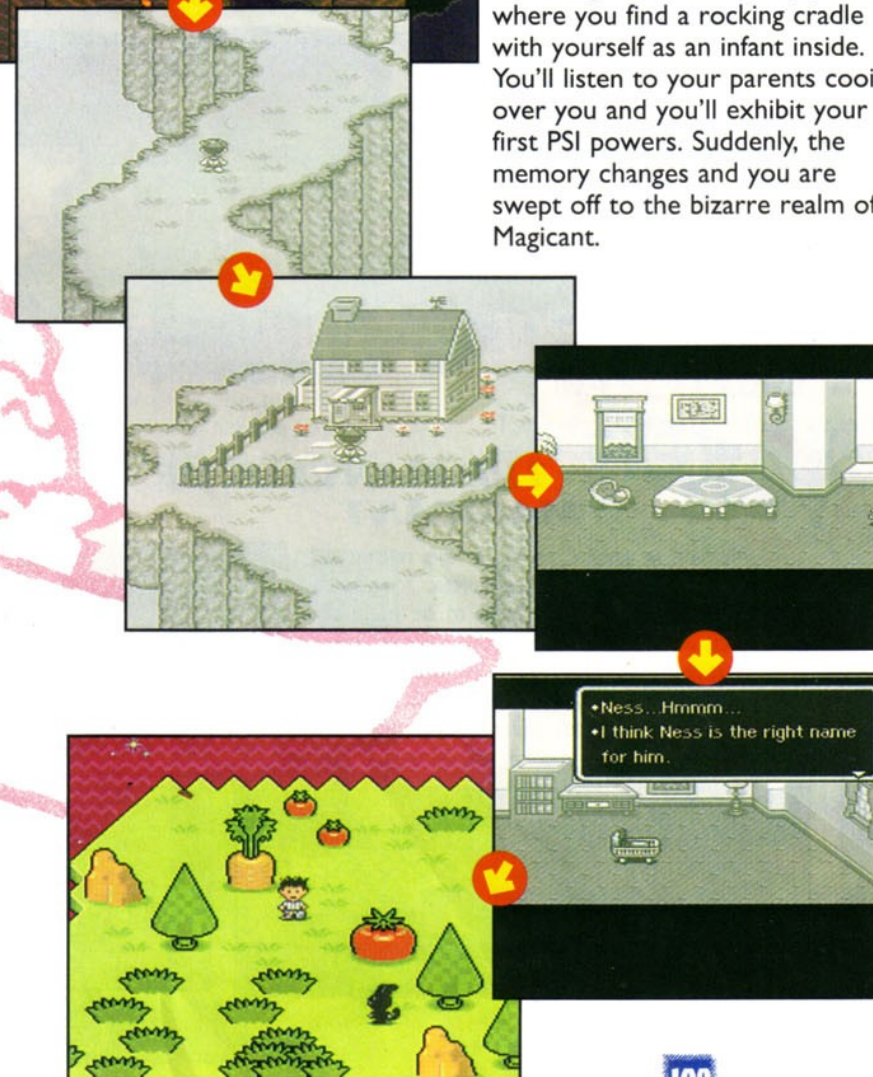 where you find a rocking cradle
with yourself as an infant inside.
You'll listen to your parents cooi
over you and you'll exhibit your
first PSI powers. Suddenly, the
memory changes and you are
swept off to the bizarre realm of
Magicant.
•Ness...Hmmm...
•I think Ness is the right name
for him.